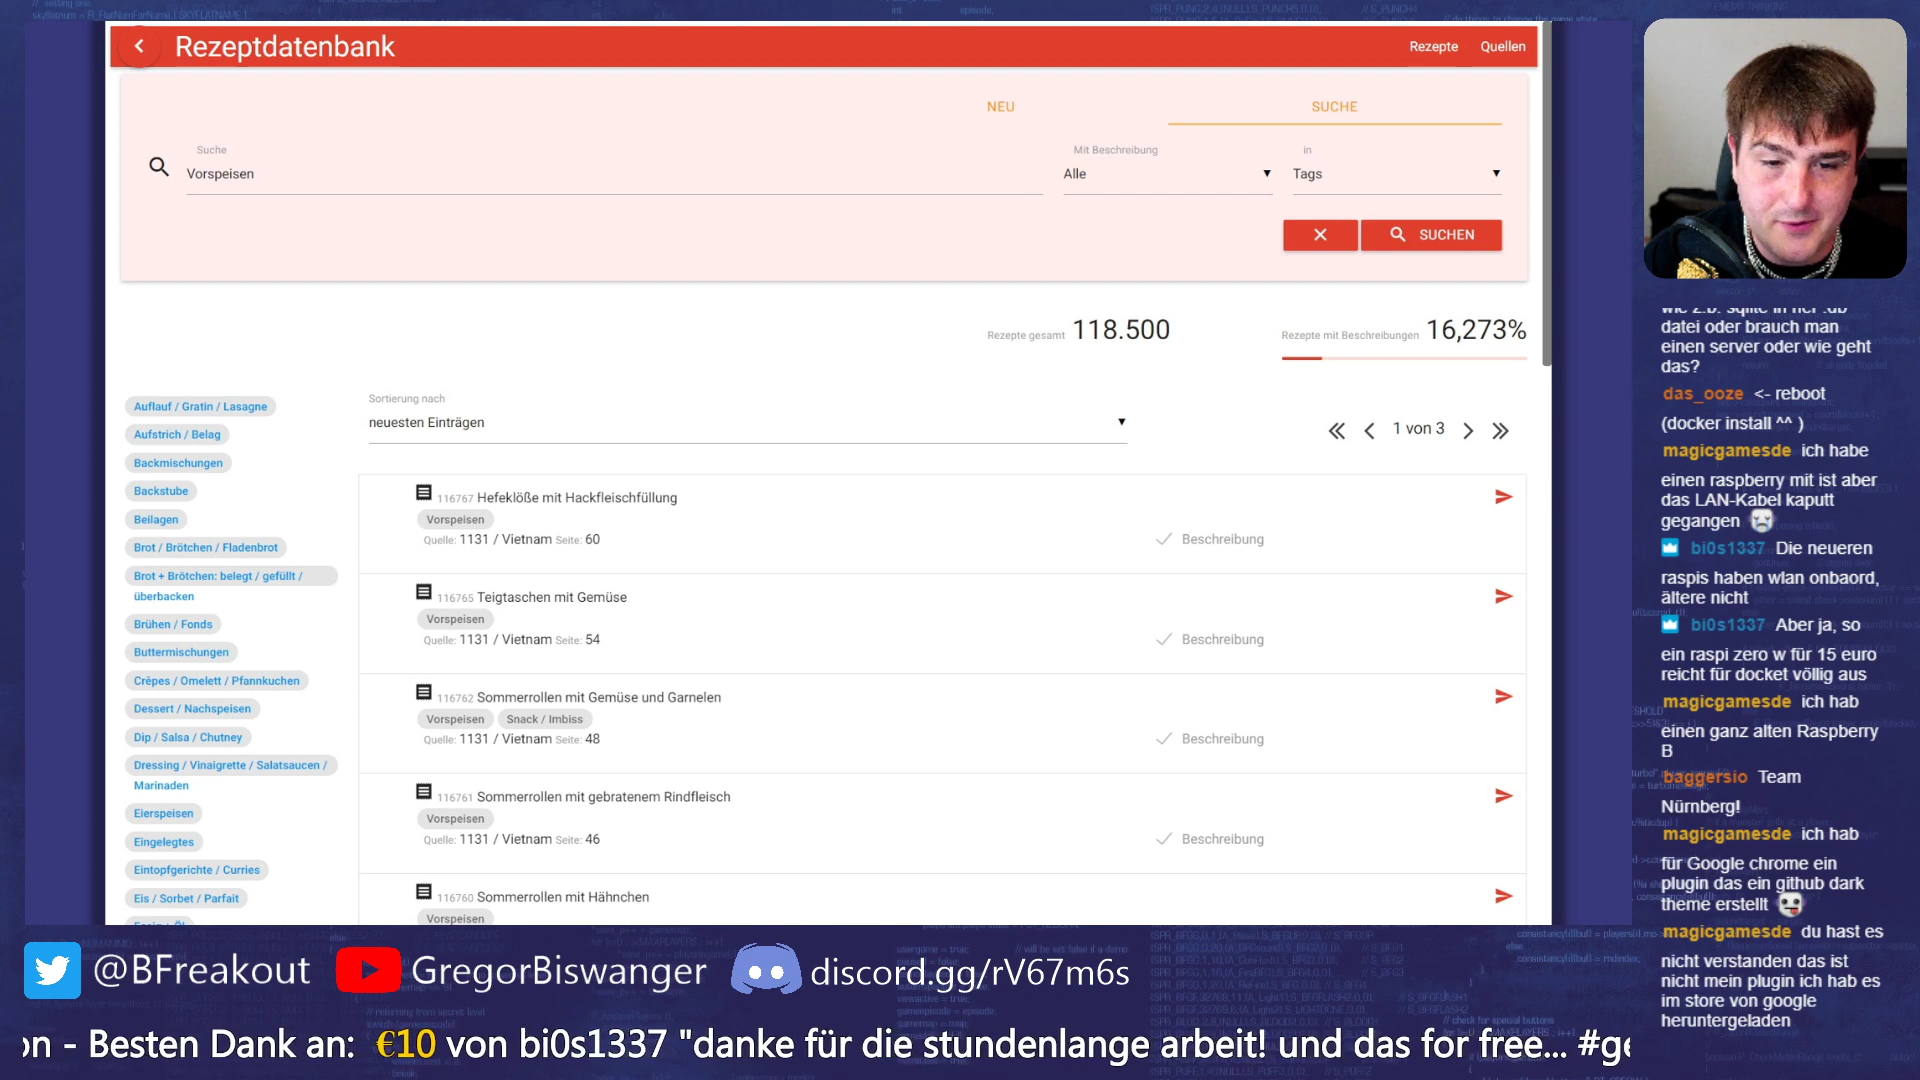 Rezeptdatenbank
Rezepte Quellen
NEU SUCHE
Suche
Vorspeisen
Mit Beschreibung
Alle
in
Tags
SUCHEN
Rezepte gesamt 118.500
Rezepte mit Beschreibungen 16,273%
Auflauf / Gratin / Lasagne
Aufstrich / Belag
Backmischungen
Backstube
Beilagen
Brot / Brötchen / Fladenbrot
Brot + Brötchen: belegt / gefüllt /
überbacken
Brühen / Fonds
Buttermischungen
Crêpes / Omelett / Pfannkuchen
Dessert / Nachspeisen
Dip / Salsa / Chutney
Dressing / Vinaigrette / Salatsaucen /
Marinaden
Eierspeisen
Eingelegtes
Eintopfgerichte / Curries
Eis / Sorbet / Parfait
Sortierung nach
neuesten Einträgen
1 von 3
116767 Hefeklöße mit Hackfleischfüllung
Vorspeisen
Quelle: 1131 / Vietnam Seite: 60
Beschreibung
116765 Teigtaschen mit Gemüse
Vorspeisen
Quelle: 1131 / Vietnam Seite: 54
Beschreibung
116762 Sommerrollen mit Gemüse und Garnelen
Vorspeisen Snack / Imbiss
Quelle: 1131 / Vietnam Seite: 48
Beschreibung
116761 Sommerrollen mit gebratenem Rindfleisch
Vorspeisen
Quelle: 1131 / Vietnam Seite: 46
Beschreibung
116760 Sommerrollen mit Hähnchen
Vorspeisen
wie z.b. sqlite in ner .db
datei oder brauch man
einen server oder wie geht
das?
das_ooze <- reboot
(docker install ^^ )
magicgamesde ich habe
einen raspberry mit ist aber
das LAN-Kabel kaputt
gegangen
bi0s1337 Die neueren
raspis haben wlan onbaord,
ältere nicht
bi0s1337 Aber ja, so
ein raspi zero w für 15 euro
reicht für docket völlig aus
magicgamesde ich hab
einen ganz alten Raspberry
B
baggersio Team
Nürnberg!
magicgamesde ich hab
für Google chrome ein
plugin das ein github dark
theme erstellt
magicgamesde du hast es
nicht verstanden das ist
nicht mein plugin ich hab es
im store von google
heruntergeladen
@BFreakout GregorBiswanger discord.gg/rV67m6s
on - Besten Dank an: €10 von bi0s1337 "danke für die stundenlange arbeit! und das for free... #ge